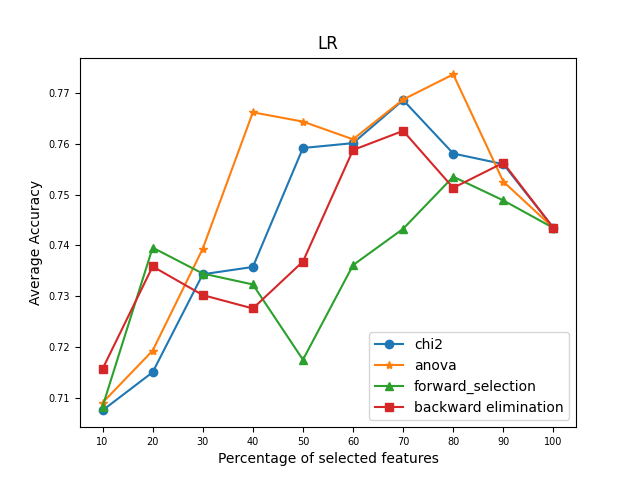 LR
Average Accuracy
0.77
0.76
0.75
0.74
0.73
0.72
0.71
10 20 30 40 50 60 70 80 90 100
Percentage of selected features
chi2
anova
forward_selection
backward elimination